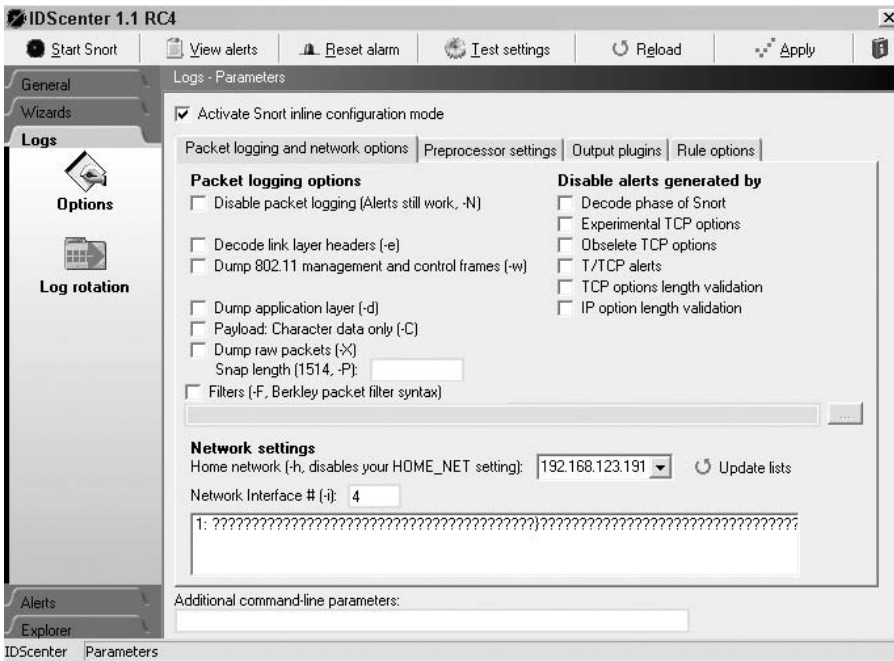 IDScenter 1.1 RC4
Start Snort View alerts Reset alarm Test settings Reload Apply
General
Wizards
Logs
Options
Log rotation
Alerts
Explorer
Logs - Parameters
Activate Snort inline configuration mode
Packet logging and network options Preprocessor settings Output plugins Rule options
Packet logging options
Disable packet logging (Alerts still work, -N)
Decode link layer headers (-e)
Dump 802.11 management and control frames (-w)
Dump application layer (-d)
Payload: Character data only (-C)
Dump raw packets (-X)
Snap length (1514, -P):
Filters (-F, Berkley packet filter syntax)
...
Disable alerts generated by
Decode phase of Snort
Experimental TCP options
Obselete TCP options
T/TCP alerts
TCP options length validation
IP option length validation
Network settings
Home network (-h, disables your HOME_NET setting): 192.168.123.191 Update lists
Network Interface # (-i): 4
1: ?????????????????????????????????????????)?????????????????????????????????
Additional command-line parameters:
IDScenter Parameters